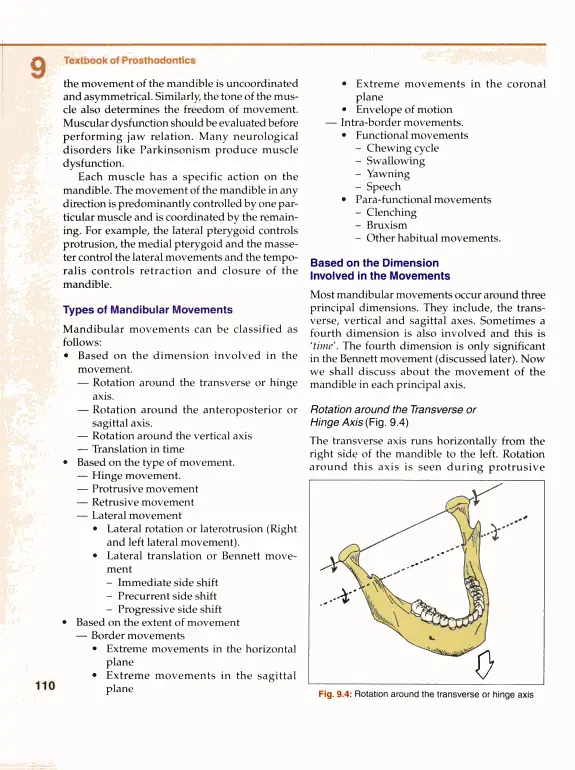 9
Textbook of Prosthodontics
the movement of the mandible is uncoordinated
and asymmetrical. Similarly, the tone of the mus-
cle also determines the freedom of movement.
Muscular dysfunction should be evaluated before
performing jaw relation. Many neurological
disorders like Parkinsonism produce muscle
dysfunction.
Each muscle has a specific action on the
mandible. The movement of the mandible in any
direction is predominantly controlled by one par-
ticular muscle and is coordinated by the remain-
ing. For example, the lateral pterygoid controls
protrusion, the medial pterygoid and the masse-
ter control the lateral movements and the tempo-
ralis controls retraction and closure of the
mandible.
Types of Mandibular Movements
Mandibular movements can be classified as
follows:
• Based on the dimension involved in the
movement.
— Rotation around the transverse or hinge
axis.
— Rotation around the anteroposterior or
sagittal axis.
— Rotation around the vertical axis
— Translation in time
• Based on the type of movement.
— Hinge movement.
— Protrusive movement
— Retrusive movement
— Lateral movement
• Lateral rotation or laterotrusion (Right
and left lateral movement).
• Lateral translation or Bennett move-
ment
– Immediate side shift
– Precurrent side shift
– Progressive side shift
• Based on the extent of movement
— Border movements
• Extreme movements in the horizontal
plane
• Extreme movements in the sagittal
plane
110
• Extreme movements in the coronal
plane
• Envelope of motion
— Intra-border movements.
• Functional movements
– Chewing cycle
– Swallowing
– Yawning
– Speech
• Para-functional movements
– Clenching
– Bruxism
– Other habitual movements.
Based on the Dimension
Involved in the Movements
Most mandibular movements occur around three
principal dimensions. They include, the trans-
verse, vertical and sagittal axes. Sometimes a
fourth dimension is also involved and this is
'time'. The fourth dimension is only significant
in the Bennett movement (discussed later). Now
we shall discuss about the movement of the
mandible in each principal axis.
Rotation around the Transverse or
Hinge Axis (Fig. 9.4)
The transverse axis runs horizontally from the
right side of the mandible to the left. Rotation
around this axis is seen during protrusive
Fig. 9.4: Rotation around the transverse or hinge axis